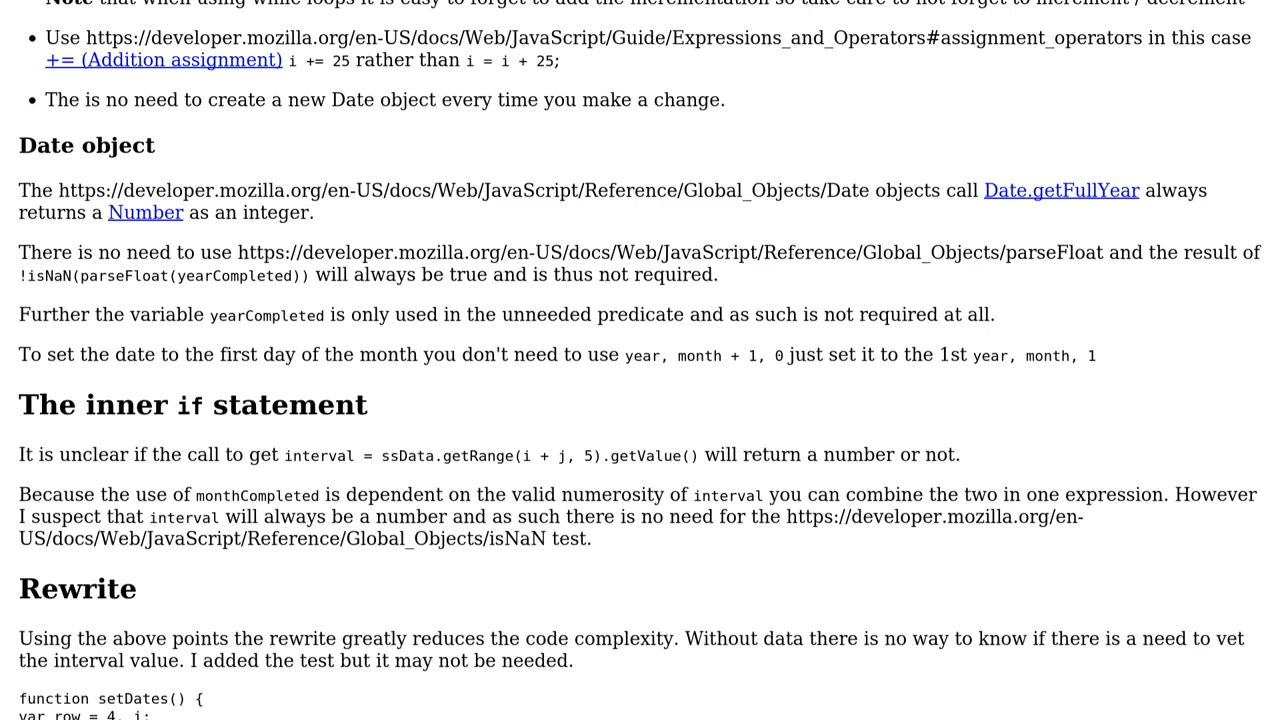 Note that when using while loops it is easy to forget to add the incrementation so take care to not forget to increment / decrement
• Use https://developer.mozilla.org/en-US/docs/Web/JavaScript/Guide/Expressions_and_Operators#assignment_operators in this case
+= (Addition assignment) i += 25 rather than i = i + 25;
• The is no need to create a new Date object every time you make a change.
Date object
The https://developer.mozilla.org/en-US/docs/Web/JavaScript/Reference/Global_Objects/Date objects call Date.getFullYear always
returns a Number as an integer.
There is no need to use https://developer.mozilla.org/en-US/docs/Web/JavaScript/Reference/Global_Objects/parseFloat and the result of
!isNaN(parseFloat(yearCompleted)) will always be true and is thus not required.
Further the variable yearCompleted is only used in the unneeded predicate and as such is not required at all.
To set the date to the first day of the month you don't need to use year, month + 1, 0 just set it to the 1st year, month, 1
The inner if statement
It is unclear if the call to get interval = ssData.getRange(i + j, 5).getValue() will return a number or not.
Because the use of monthCompleted is dependent on the valid numerosity of interval you can combine the two in one expression. However
I suspect that interval will always be a number and as such there is no need for the https://developer.mozilla.org/en-
US/docs/Web/JavaScript/Reference/Global_Objects/isNaN test.
Rewrite
Using the above points the rewrite greatly reduces the code complexity. Without data there is no way to know if there is a need to vet
the interval value. I added the test but it may not be needed.
function setDates() {
var row = 4, i;